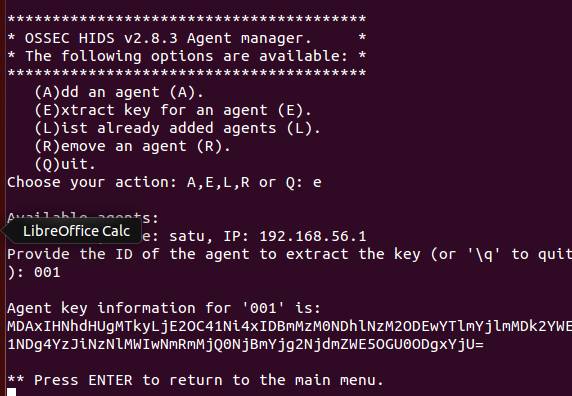 ****************************************
* OSSEC HIDS v2.8.3 Agent manager.     *
* The following options are available: *
****************************************
(A)dd an agent (A).
(E)xtract key for an agent (E).
(L)ist already added agents (L).
(R)emove an agent (R).
(Q)uit.
Choose your action: A,E,L,R or Q: e
Available agents:
LibreOffice Calc
e: satu, IP: 192.168.56.1
Provide the ID of the agent to extract the key (or '\q' to quit
): 001
Agent key information for '001' is:
MDAxIHNhdHUgMTkyLjE2OC41Ni4xIDBmMzM0NDhlNzM2ODEwYTlmYjlmMDk2YWE
1NDg4YzJiNzNlMWIwNmRmMjQ0NjBmYjg2NjdmZWE5OGU0ODgxYjU=
** Press ENTER to return to the main menu.